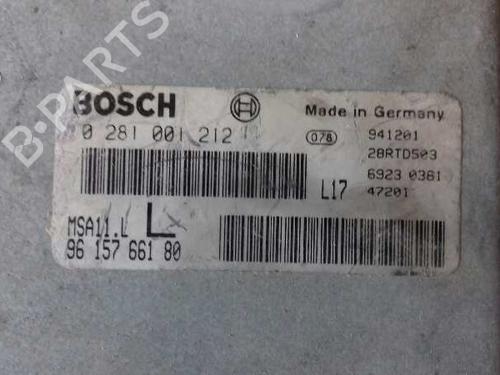 B-PARTS
BOSCH
Made in Germany
0 281 001 212
078 941201
28RTD503
6923 0381
L17 47201
MSA11.L L
96 157 661 80